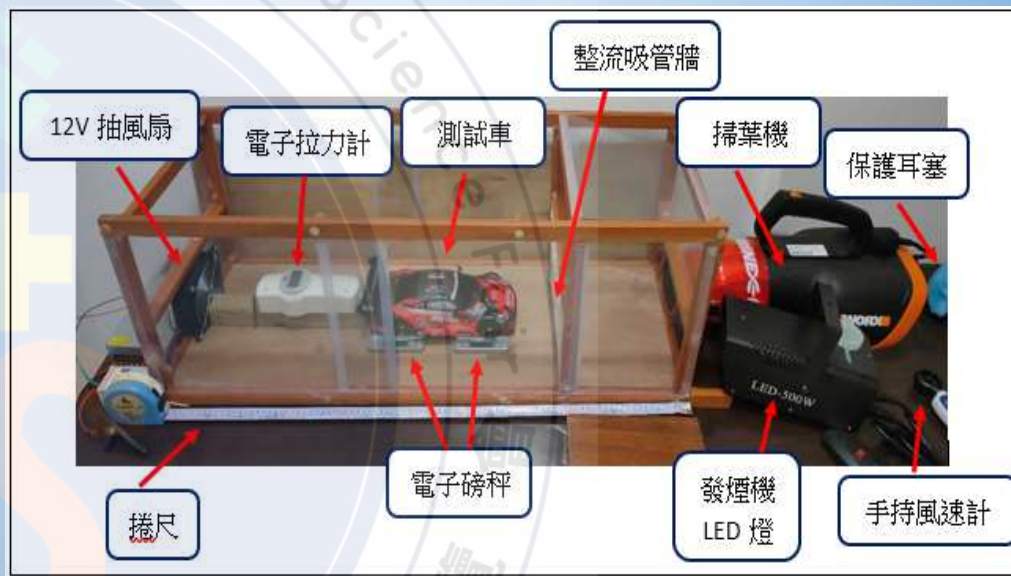 整流吸管牆
12V 抽風扇
電子拉力計
測試車
掃葉機
保護耳塞
WORX
LED-500W
捲尺
電子磅秤
發煙機
LED 燈
手持風速計
Science